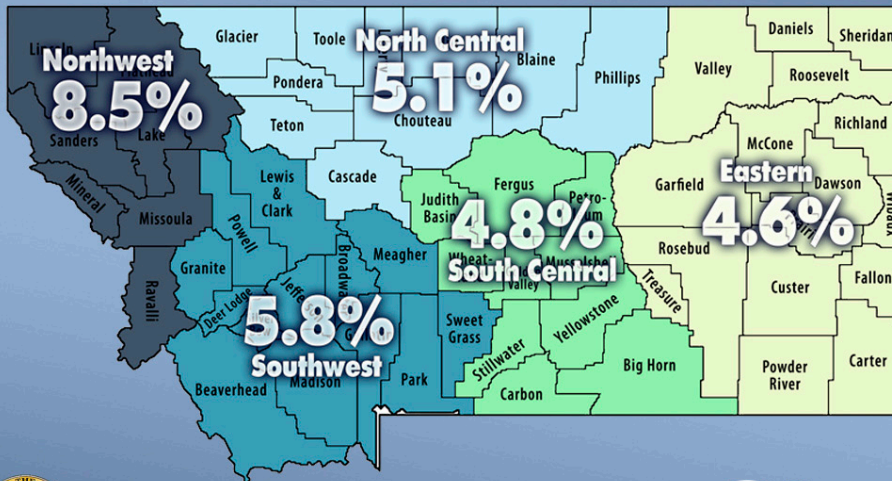 Glacier
Toole
North Central
5.1%
Blaine
Phillips
Valley
Daniels
Sheridan
Roosevelt
Northwest
8.5%
Lake
Sanders
Pondera
Teton
Chouteau
Cascade
Richland
McCone
Dawson
Garfield
Eastern
4.6%
Mineral
Missoula
Ravalli
Lewis
&
Clark
Powell
Granite
Deer Lodge
Broadwater
Meagher
Judith
Basin
Fergus
Petro-
4.8%
South Central
Valley
Rosebud
Treasure
Custer
Fallon
5.8%
Southwest
Beaverhead
Madison
Park
Sweet
Grass
Stillwater
Yellowstone
Carbon
Big Horn
Powder
River
Carter
THE